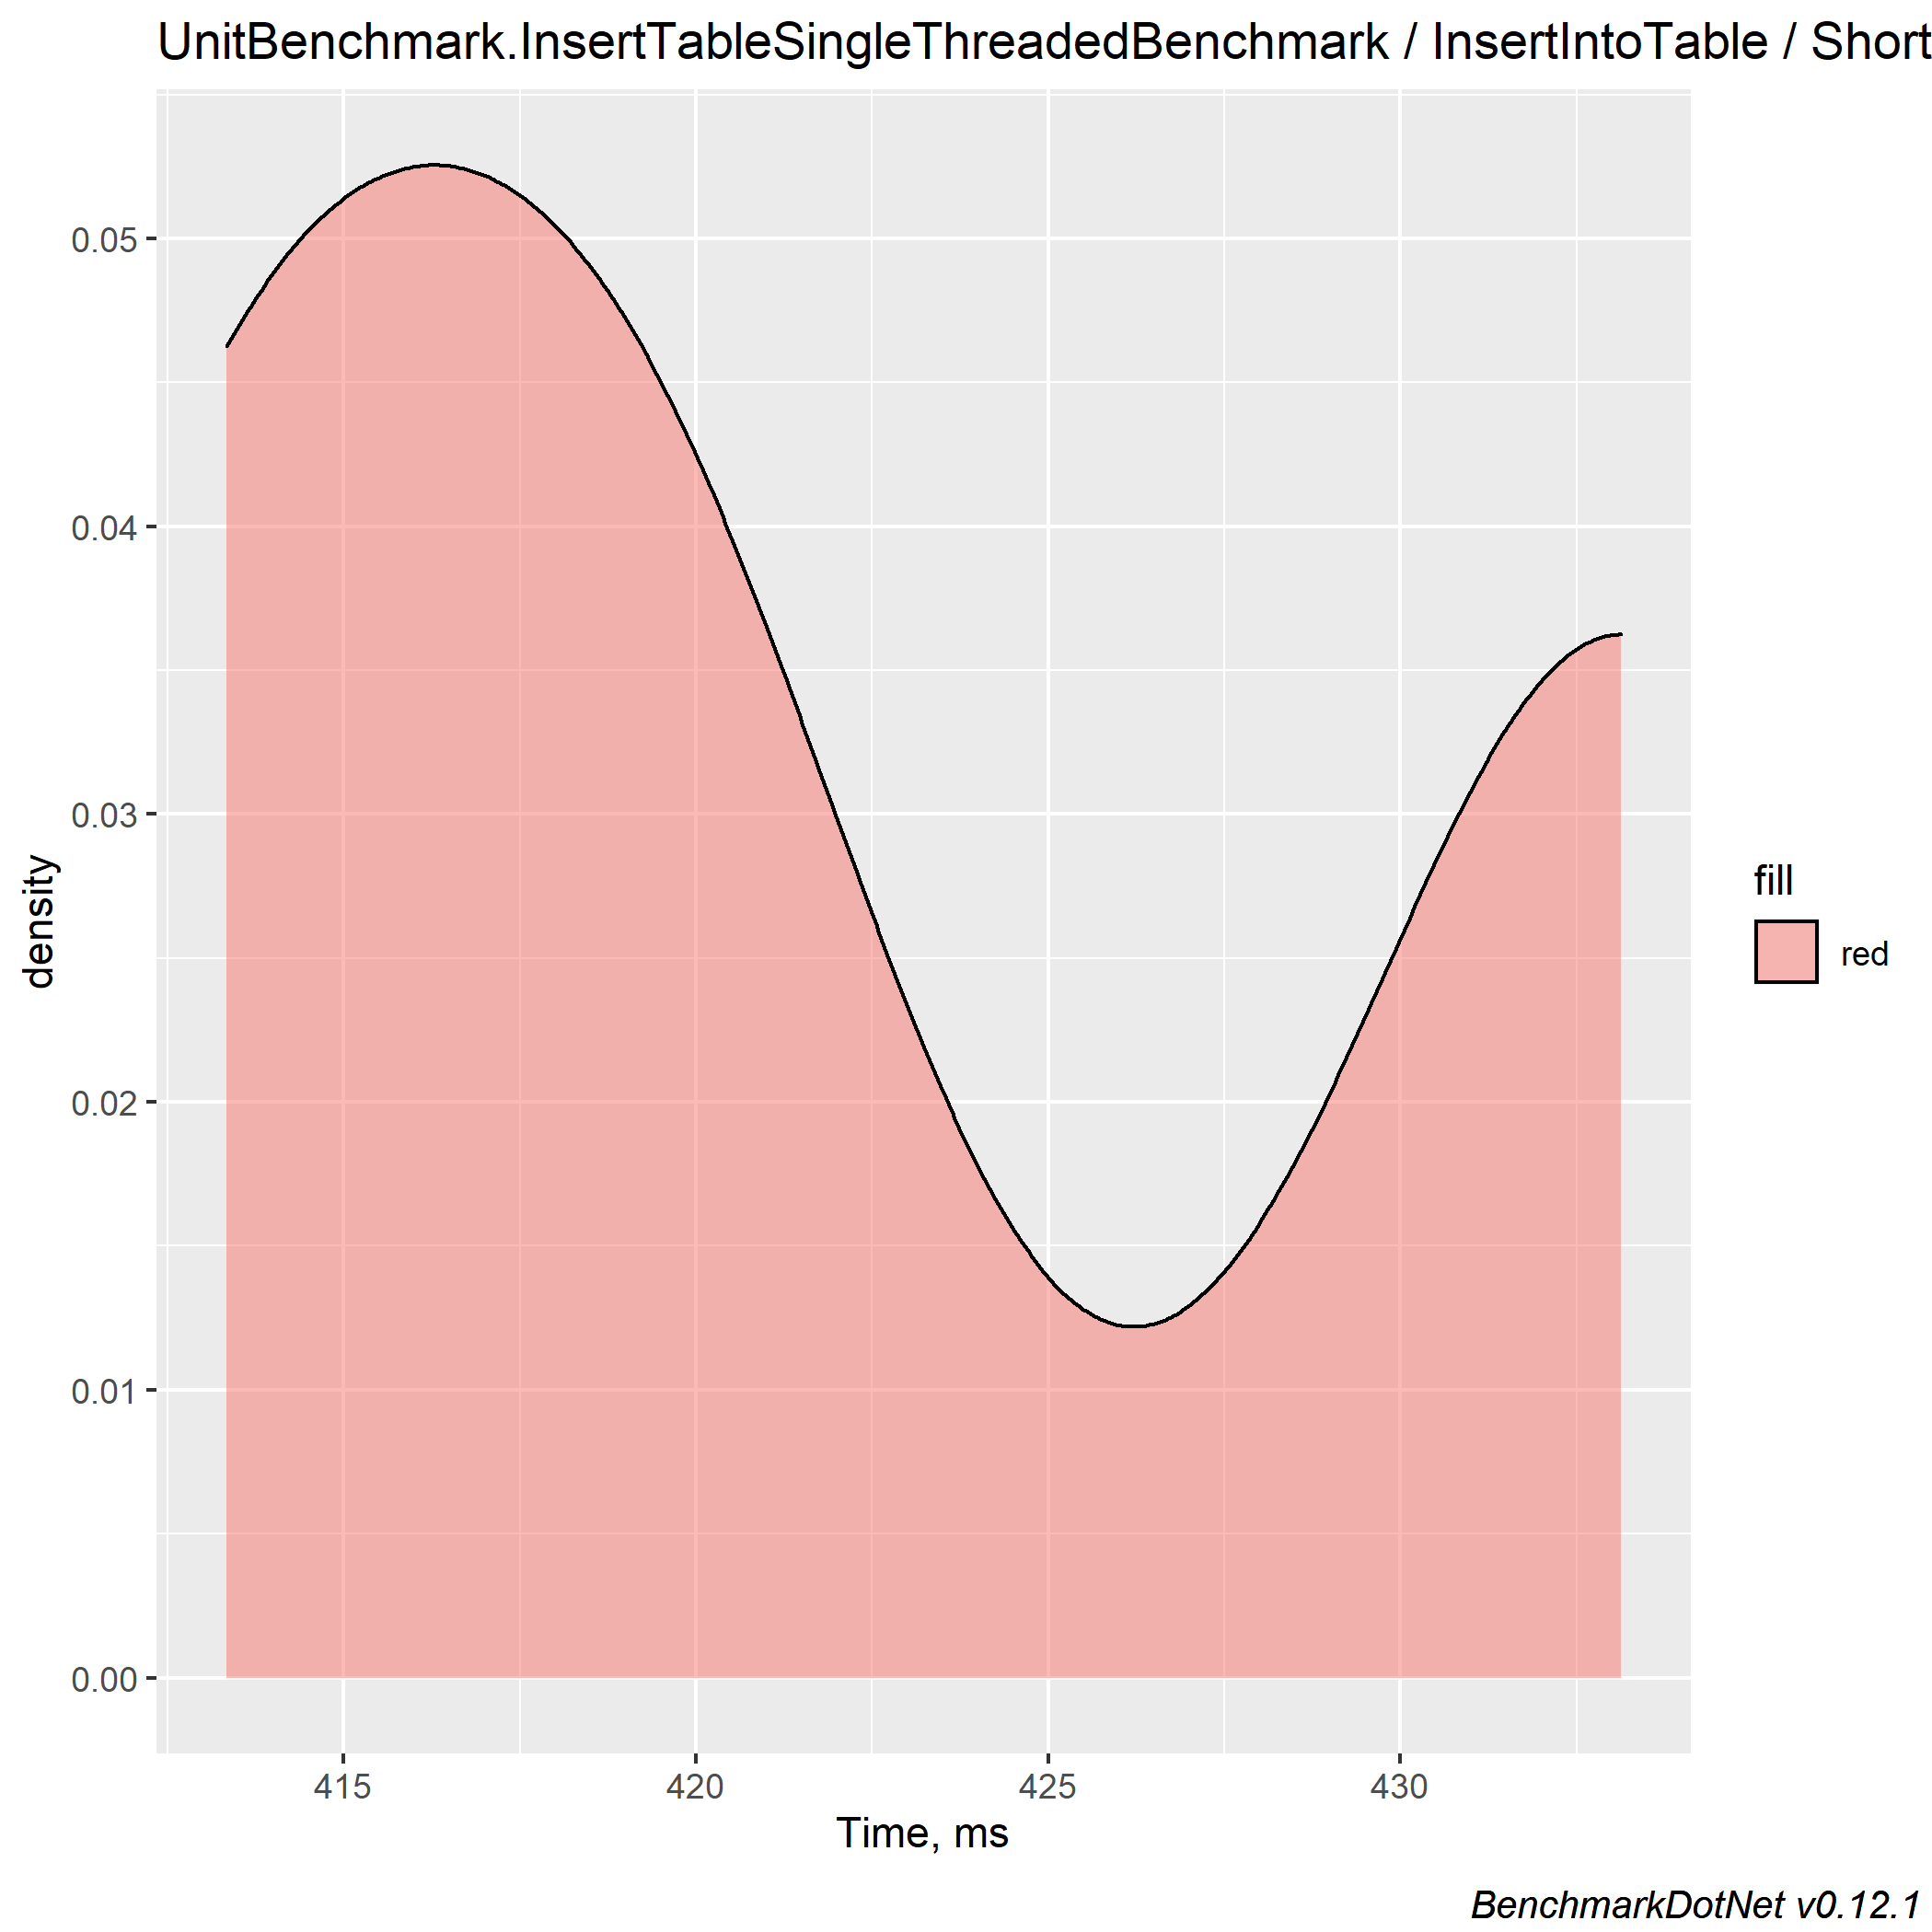 UnitBenchmark.InsertTableSingleThreadedBenchmark / InsertIntoTable / Short
0.05
0.04
0.03
0.02
0.01
0.00
density
415 420 425 430
Time, ms
fill
red
BenchmarkDotNet v0.12.1